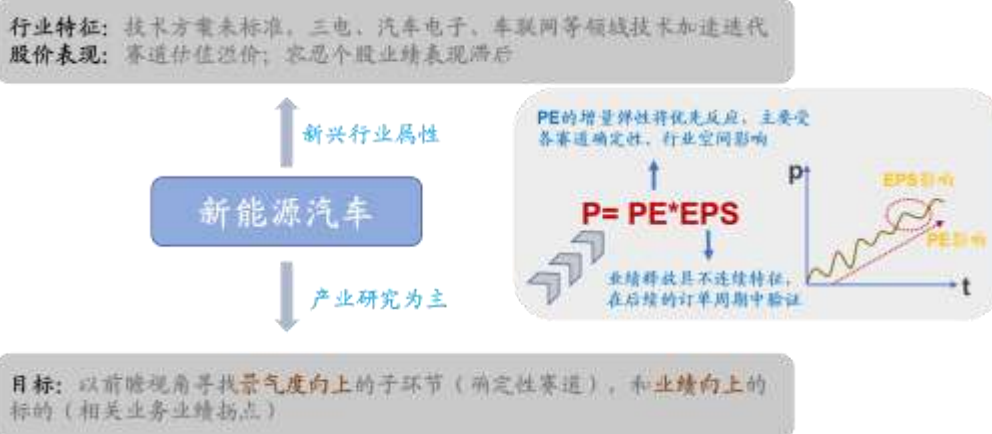 行业特征：技术方案未标准，三电、汽车电子、车联网等领域技术加速迭代
股价表现：赛道估值溢价；容忍个股业绩表现滞后
新兴行业属性
新能源汽车
产业研究为主
PE的增量弹性将优先反应，主要受
各赛道确定性、行业空间影响
P= PE*EPS
业绩释放具不连续特征，
在后续的订单周期中验证
p
EPS影响
PE影响
t
目标：以前瞻视角寻找景气度向上的子环节（确定性赛道），和业绩向上的
标的（相关业务业绩拐点）